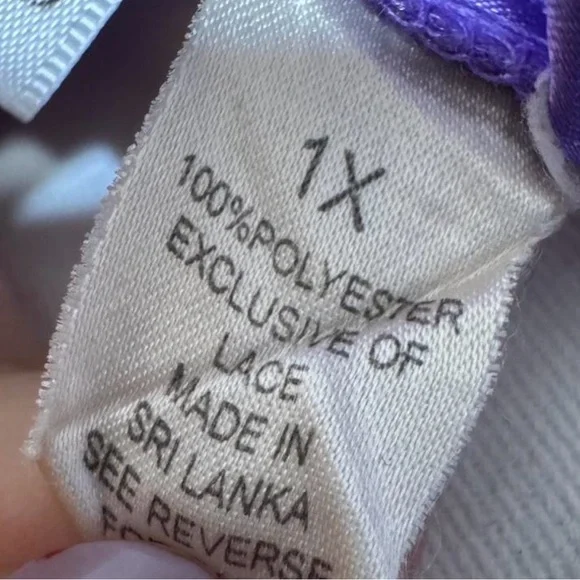 1X
100%POLYESTER
EXCLUSIVE OF
LACE
MADE IN
SRI LANKA
SEE REVERSE